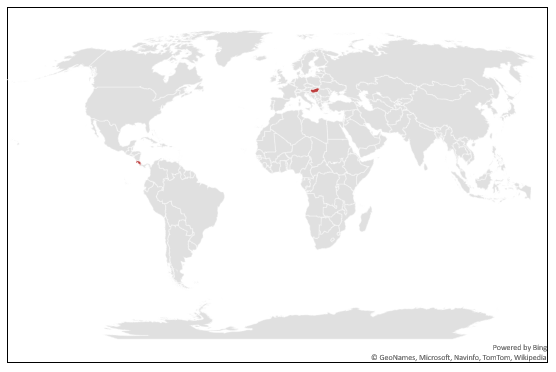 Powered by Bing
© GeoNames, Microsoft, Navinfo, TomTom, Wikipedia